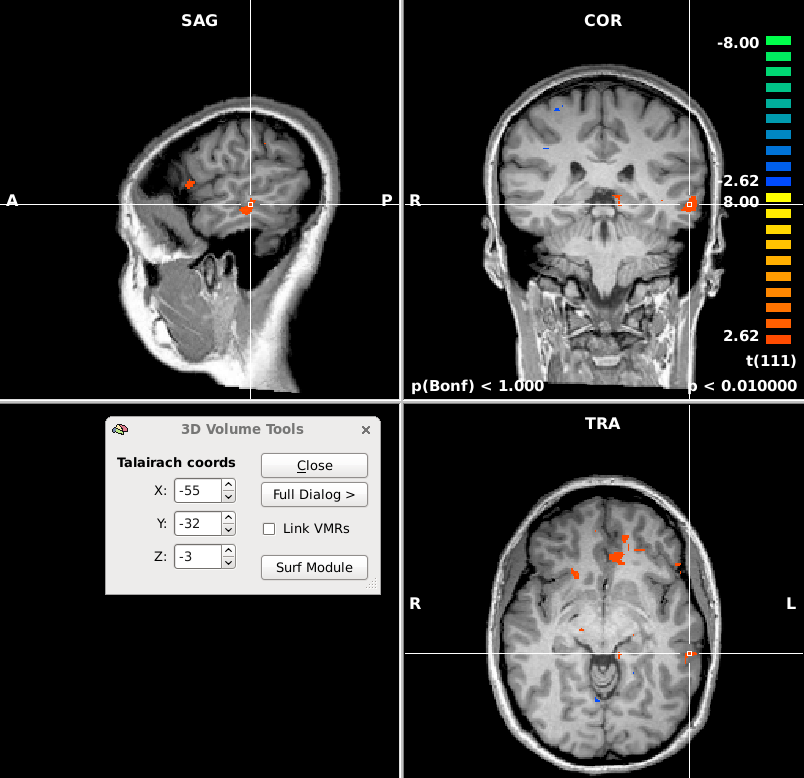 SAG
A
P
COR
-8.00
-2.62
8.00
R
2.62
t(111)
p(Bonf) < 1.000
p < 0.010000
3D Volume Tools
Talairach coords
Close
X: -55
Full Dialog >
Y: -32
Link VMRs
Z: -3
Surf Module
TRA
R
L